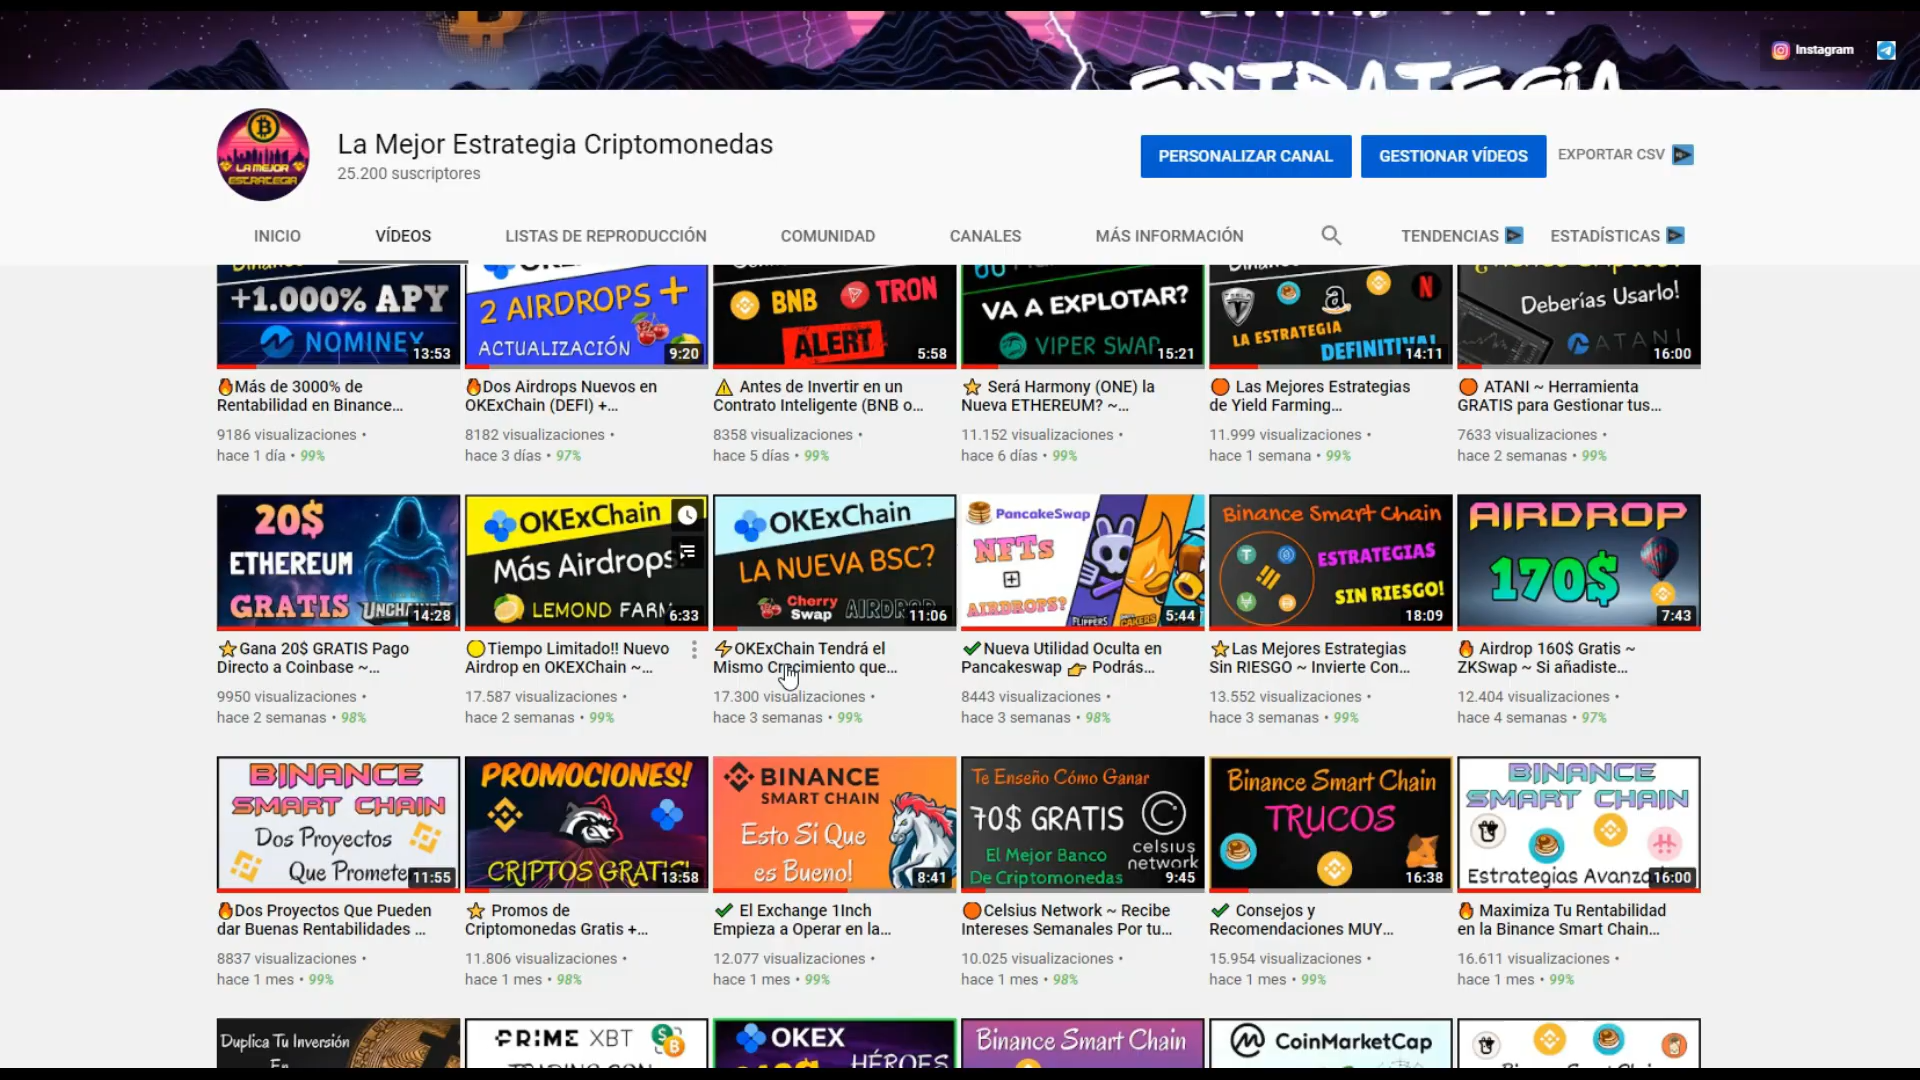 ESTRATEGIA
Instagram
La Mejor Estrategia Criptomonedas
25.200 suscriptores
PERSONALIZAR CANAL
GESTIONAR VÍDEOS
EXPORTAR CSV
LA MEJOR
ESTRATEGIA
INICIO
VÍDEOS
LISTAS DE REPRODUCCIÓN
COMUNIDAD
CANALES
MÁS INFORMACIÓN
TENDENCIAS
ESTADÍSTICAS
+1.000% APY
NOMINEX
13:53
2 AIRDROPS +
ACTUALIZACIÓN
9:20
BNB
TRON
ALERT
5:58
VA A EXPLOTAR?
VIPER SWAP
15:21
LA ESTRATEGIA
DEFINITIVA!
14:11
Deberías Usarlo!
ATANI
16:00
🔥Más de 3000% de
Rentabilidad en Binance...
9186 visualizaciones •
hace 1 día • 99%
🔥Dos Airdrops Nuevos en
OKExChain (DEFI) +...
8182 visualizaciones •
hace 3 días • 97%
⚠️ Antes de Invertir en un
Contrato Inteligente (BNB o...
8358 visualizaciones •
hace 5 días • 99%
⭐ Será Harmony (ONE) la
Nueva ETHEREUM? ~...
11.152 visualizaciones •
hace 6 días • 99%
🟠 Las Mejores Estrategias
de Yield Farming...
11.999 visualizaciones •
hace 1 semana • 99%
🟠 ATANI ~ Herramienta
GRATIS para Gestionar tus...
7633 visualizaciones •
hace 2 semanas • 99%
20$
ETHEREUM
GRATIS
14:28
OKExChain
Más Airdrops
LEMOND FARM
6:33
OKExChain
LA NUEVA BSC?
Cherry
Swap
AIRDROP
11:06
PancakeSwap
NFTs
AIRDROPS?
FLIPPERS
CAKERS
5:44
Binance Smart Chain
ESTRATEGIAS
SIN RIESGO!
18:09
AIRDROP
170$
7:43
⭐Gana 20$ GRATIS Pago
Directo a Coinbase ~...
9950 visualizaciones •
hace 2 semanas • 98%
🟡Tiempo Limitado!! Nuevo
Airdrop en OKEXChain ~...
17.587 visualizaciones •
hace 2 semanas • 99%
⚡OKExChain Tendrá el
Mismo Crecimiento que...
17.300 visualizaciones •
hace 3 semanas • 99%
✔Nueva Utilidad Oculta en
Pancakeswap 👉 Podrás...
8443 visualizaciones •
hace 3 semanas • 98%
⭐Las Mejores Estrategias
Sin RIESGO ~ Invierte Con...
13.552 visualizaciones •
hace 3 semanas • 99%
🔥 Airdrop 160$ Gratis ~
ZKSwap ~ Si añadiste...
12.404 visualizaciones •
hace 4 semanas • 97%
BINANCE
SMART CHAIN
Dos Proyectos
Que Prometen
11:55
PROMOCIONES!
CRIPTOS GRATIS!
13:58
BINANCE
SMART CHAIN
Esto Sí Que
es Bueno!
8:41
Te Enseño Cómo Ganar
70$ GRATIS
El Mejor Banco
De Criptomonedas
celsius
network
9:45
Binance Smart Chain
TRUCOS
16:38
BINANCE
SMART CHAIN
Estrategias Avanza
16:00
🔥Dos Proyectos Que Pueden
dar Buenas Rentabilidades ...
8837 visualizaciones •
hace 1 mes • 99%
⭐ Promos de
Criptomonedas Gratis +...
11.806 visualizaciones •
hace 1 mes • 98%
✔ El Exchange 1Inch
Empieza a Operar en la...
12.077 visualizaciones •
hace 1 mes • 99%
🟠Celsius Network ~ Recibe
Intereses Semanales Por tu...
10.025 visualizaciones •
hace 1 mes • 98%
✔ Consejos y
Recomendaciones MUY...
15.954 visualizaciones •
hace 1 mes • 99%
🔥 Maximiza Tu Rentabilidad
en la Binance Smart Chain...
16.611 visualizaciones •
hace 1 mes • 99%
Duplica Tu Inversión
En
PRIME XBT
OKEX
HÉROES
Binance Smart Chain
CoinMarketCap